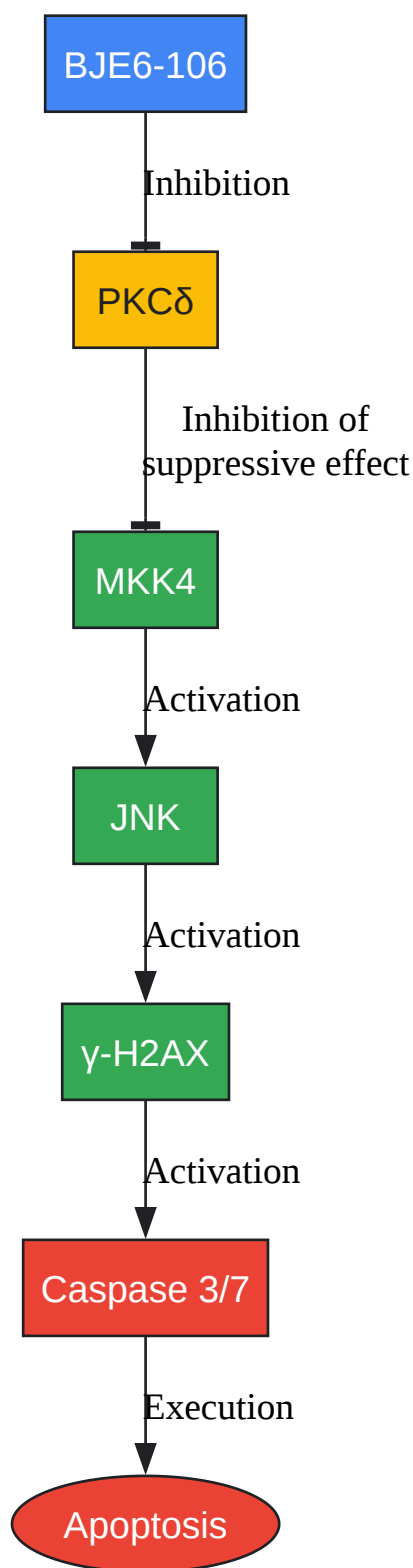 BJE6-106
Inhibition
PKCδ
Inhibition of
suppressive effect
MKK4
Activation
JNK
Activation
γ-H2AX
Activation
Caspase 3/7
Execution
Apoptosis